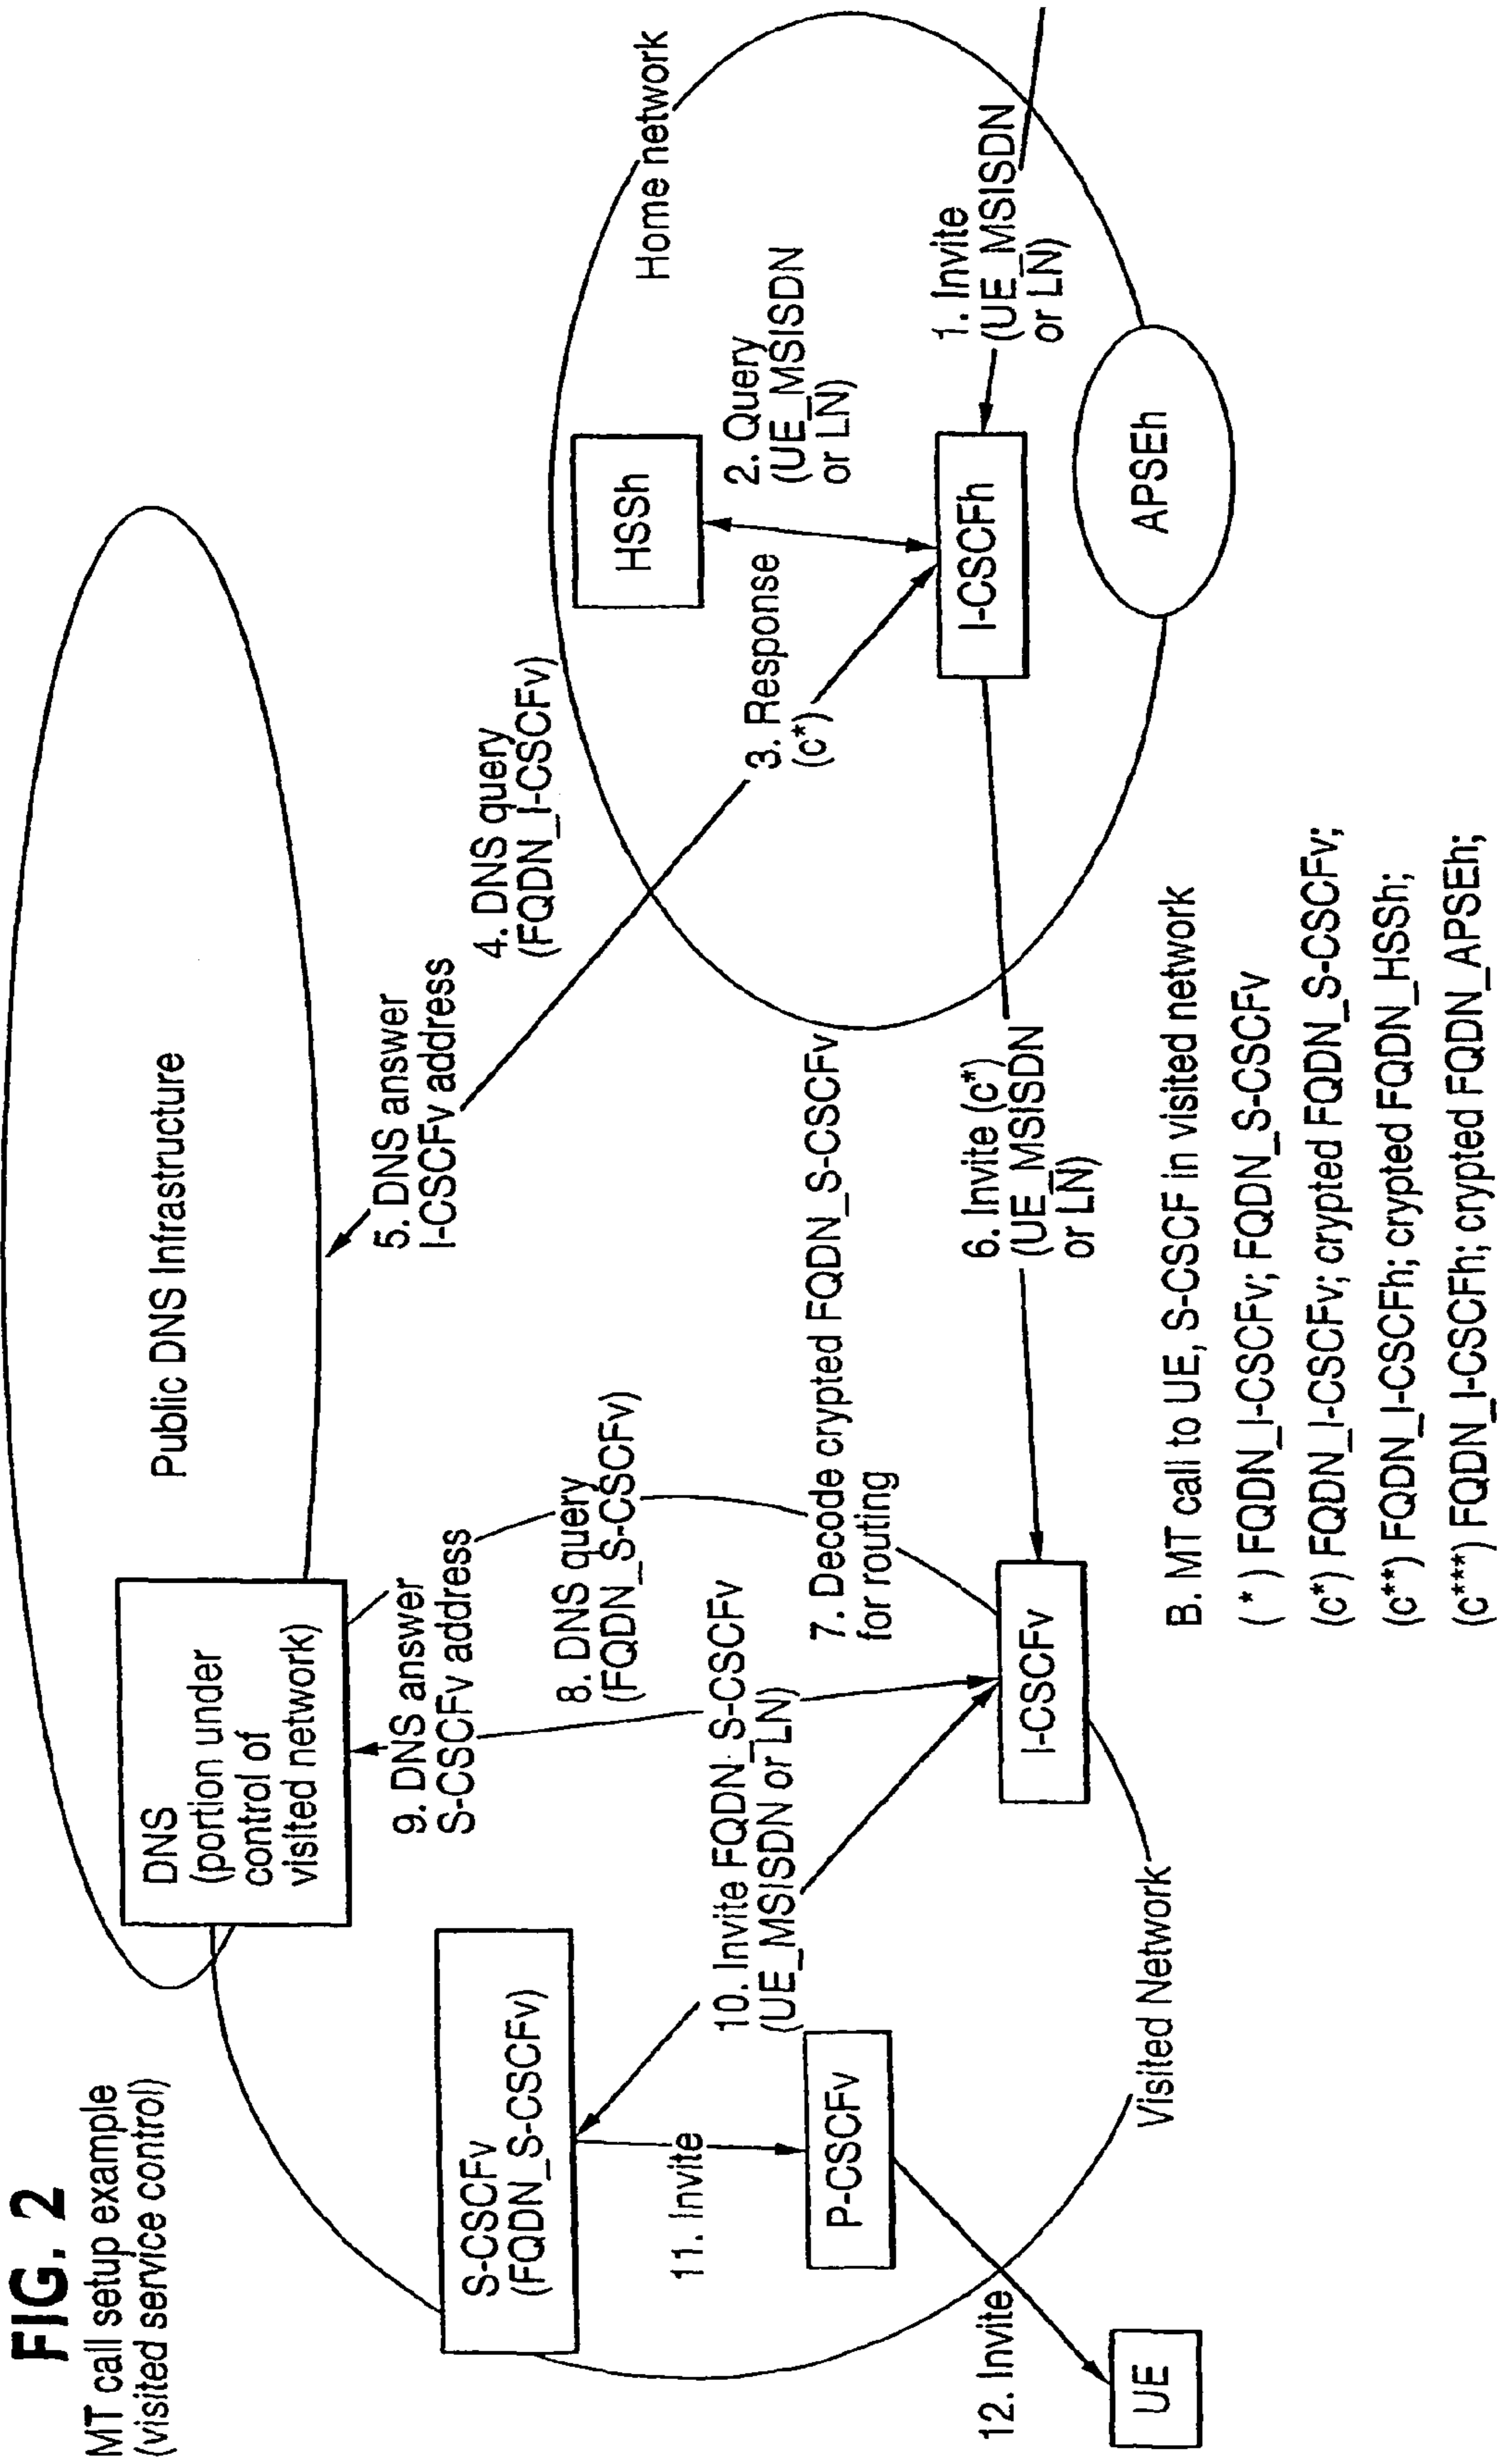 FIG. 2
MT call setup example
(visited service control)
Public DNS Infrastructure
DNS
(portion under
control of
visited network)
5. DNS answer
I-CSCFv address
4. DNS query
(FQDN_I-CSCFv)
Home network
HSSh
2. Query
(UE_MSISDN
or LN)
3. Response
(c*)
1. Invite
(UE_MSISDN
or LN)
I-CSCFh
APSEh
9. DNS answer
S-CSCFv address
8. DNS query
(FQDN_S-CSCFv)
7. Decode crypted FQDN_S-CSCFv
for routing
6. Invite (c*)
(UE_MSISDN
or LN)
S-CSCFv
(FQDN_S-CSCFv)
10. Invite FQDN S-CSCFv
(UE_MSISDN or LN)
11. Invite
P-CSCFv
I-CSCFv
12. Invite
UE
Visited Network
B. MT call to UE, S-CSCF in visited network
(*) FQDN_I-CSCFv; FQDN_S-CSCFv
(c*) FQDN_I-CSCFv; crypted FQDN_S-CSCFv;
(c**) FQDN_I-CSCFh; crypted FQDN_HSSh;
(c***) FQDN_I-CSCFh; crypted FQDN_APSEh;